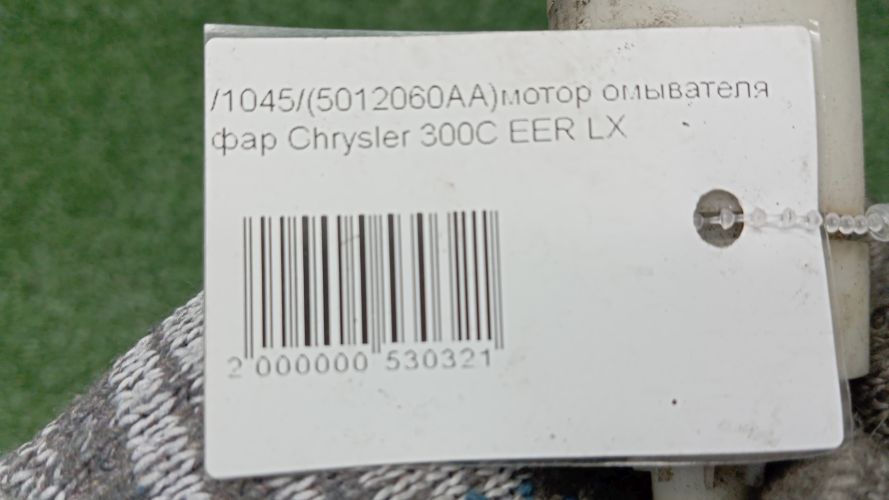 /1045/(5012060AA)мотор омывателя
фар Chrysler 300C EER LX
2 000000 530321